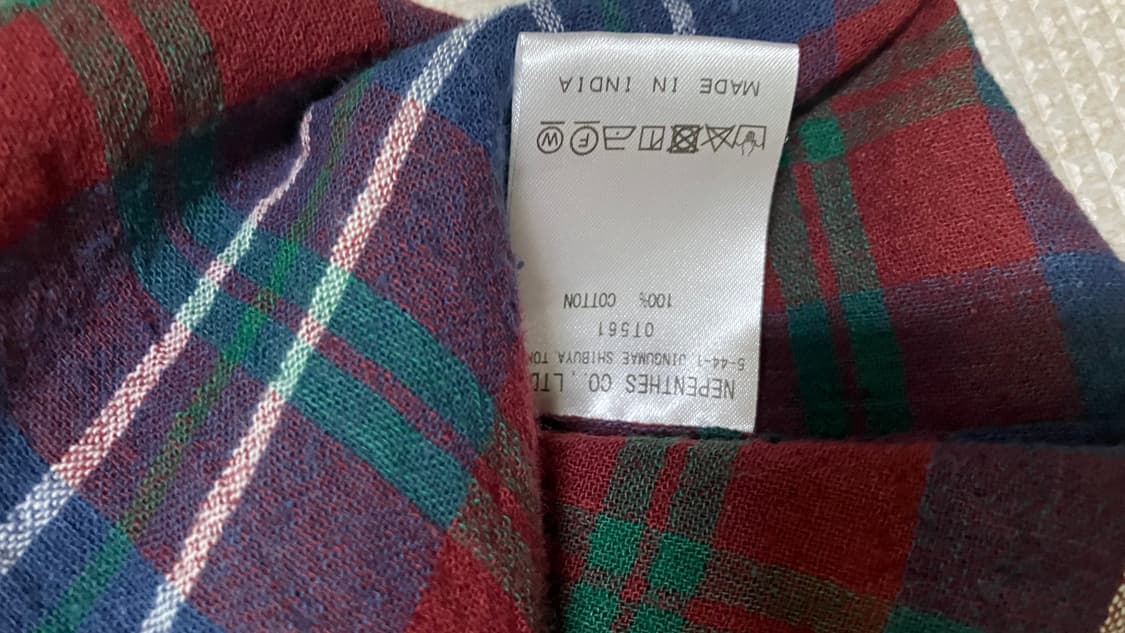 NEPENTHES CO., LTD
5-44-1 JINGUMAE SHIBUYA
0T561
100% COTTON
W F
MADE IN INDIA